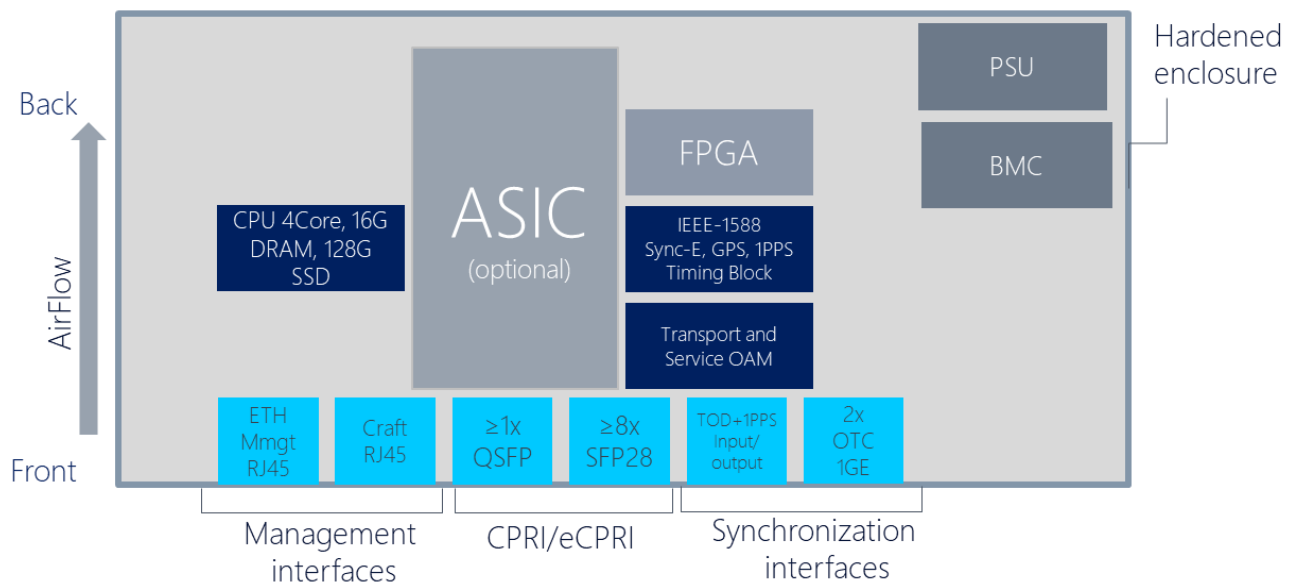 Hardened
enclosure
PSU
Back
FPGA
BMC
ASIC
(optional)
CPU 4Core, 16G
DRAM, 128G
SSD
IEEE-1588
Sync-E, GPS, 1PPS
Timing Block
AirFlow
Transport and
Service OAM
ETH
Mmgt
RJ45
Craft
RJ45
≥1x
QSFP
≥8x
SFP28
TOD+1PPS
Input/
output
2x
OTC
1GE
Front
Management
interfaces
CPRI/eCPRI
Synchronization
interfaces